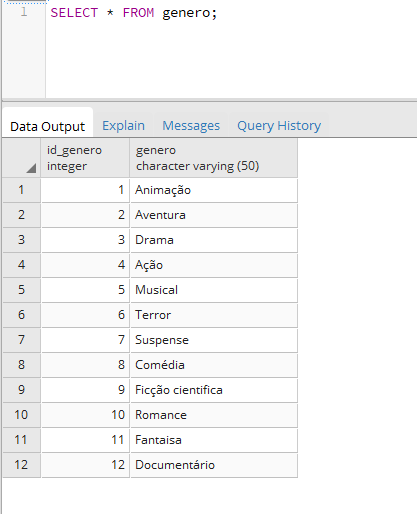 1 SELECT * FROM genero;
Data Output Explain Messages Query History
id_genero genero
integer character varying (50)
1 1 Animação
2 2 Aventura
3 3 Drama
4 4 Ação
5 5 Musical
6 6 Terror
7 7 Suspense
8 8 Comédia
9 9 Ficção cientifica
10 10 Romance
11 11 Fantaisa
12 12 Documentário